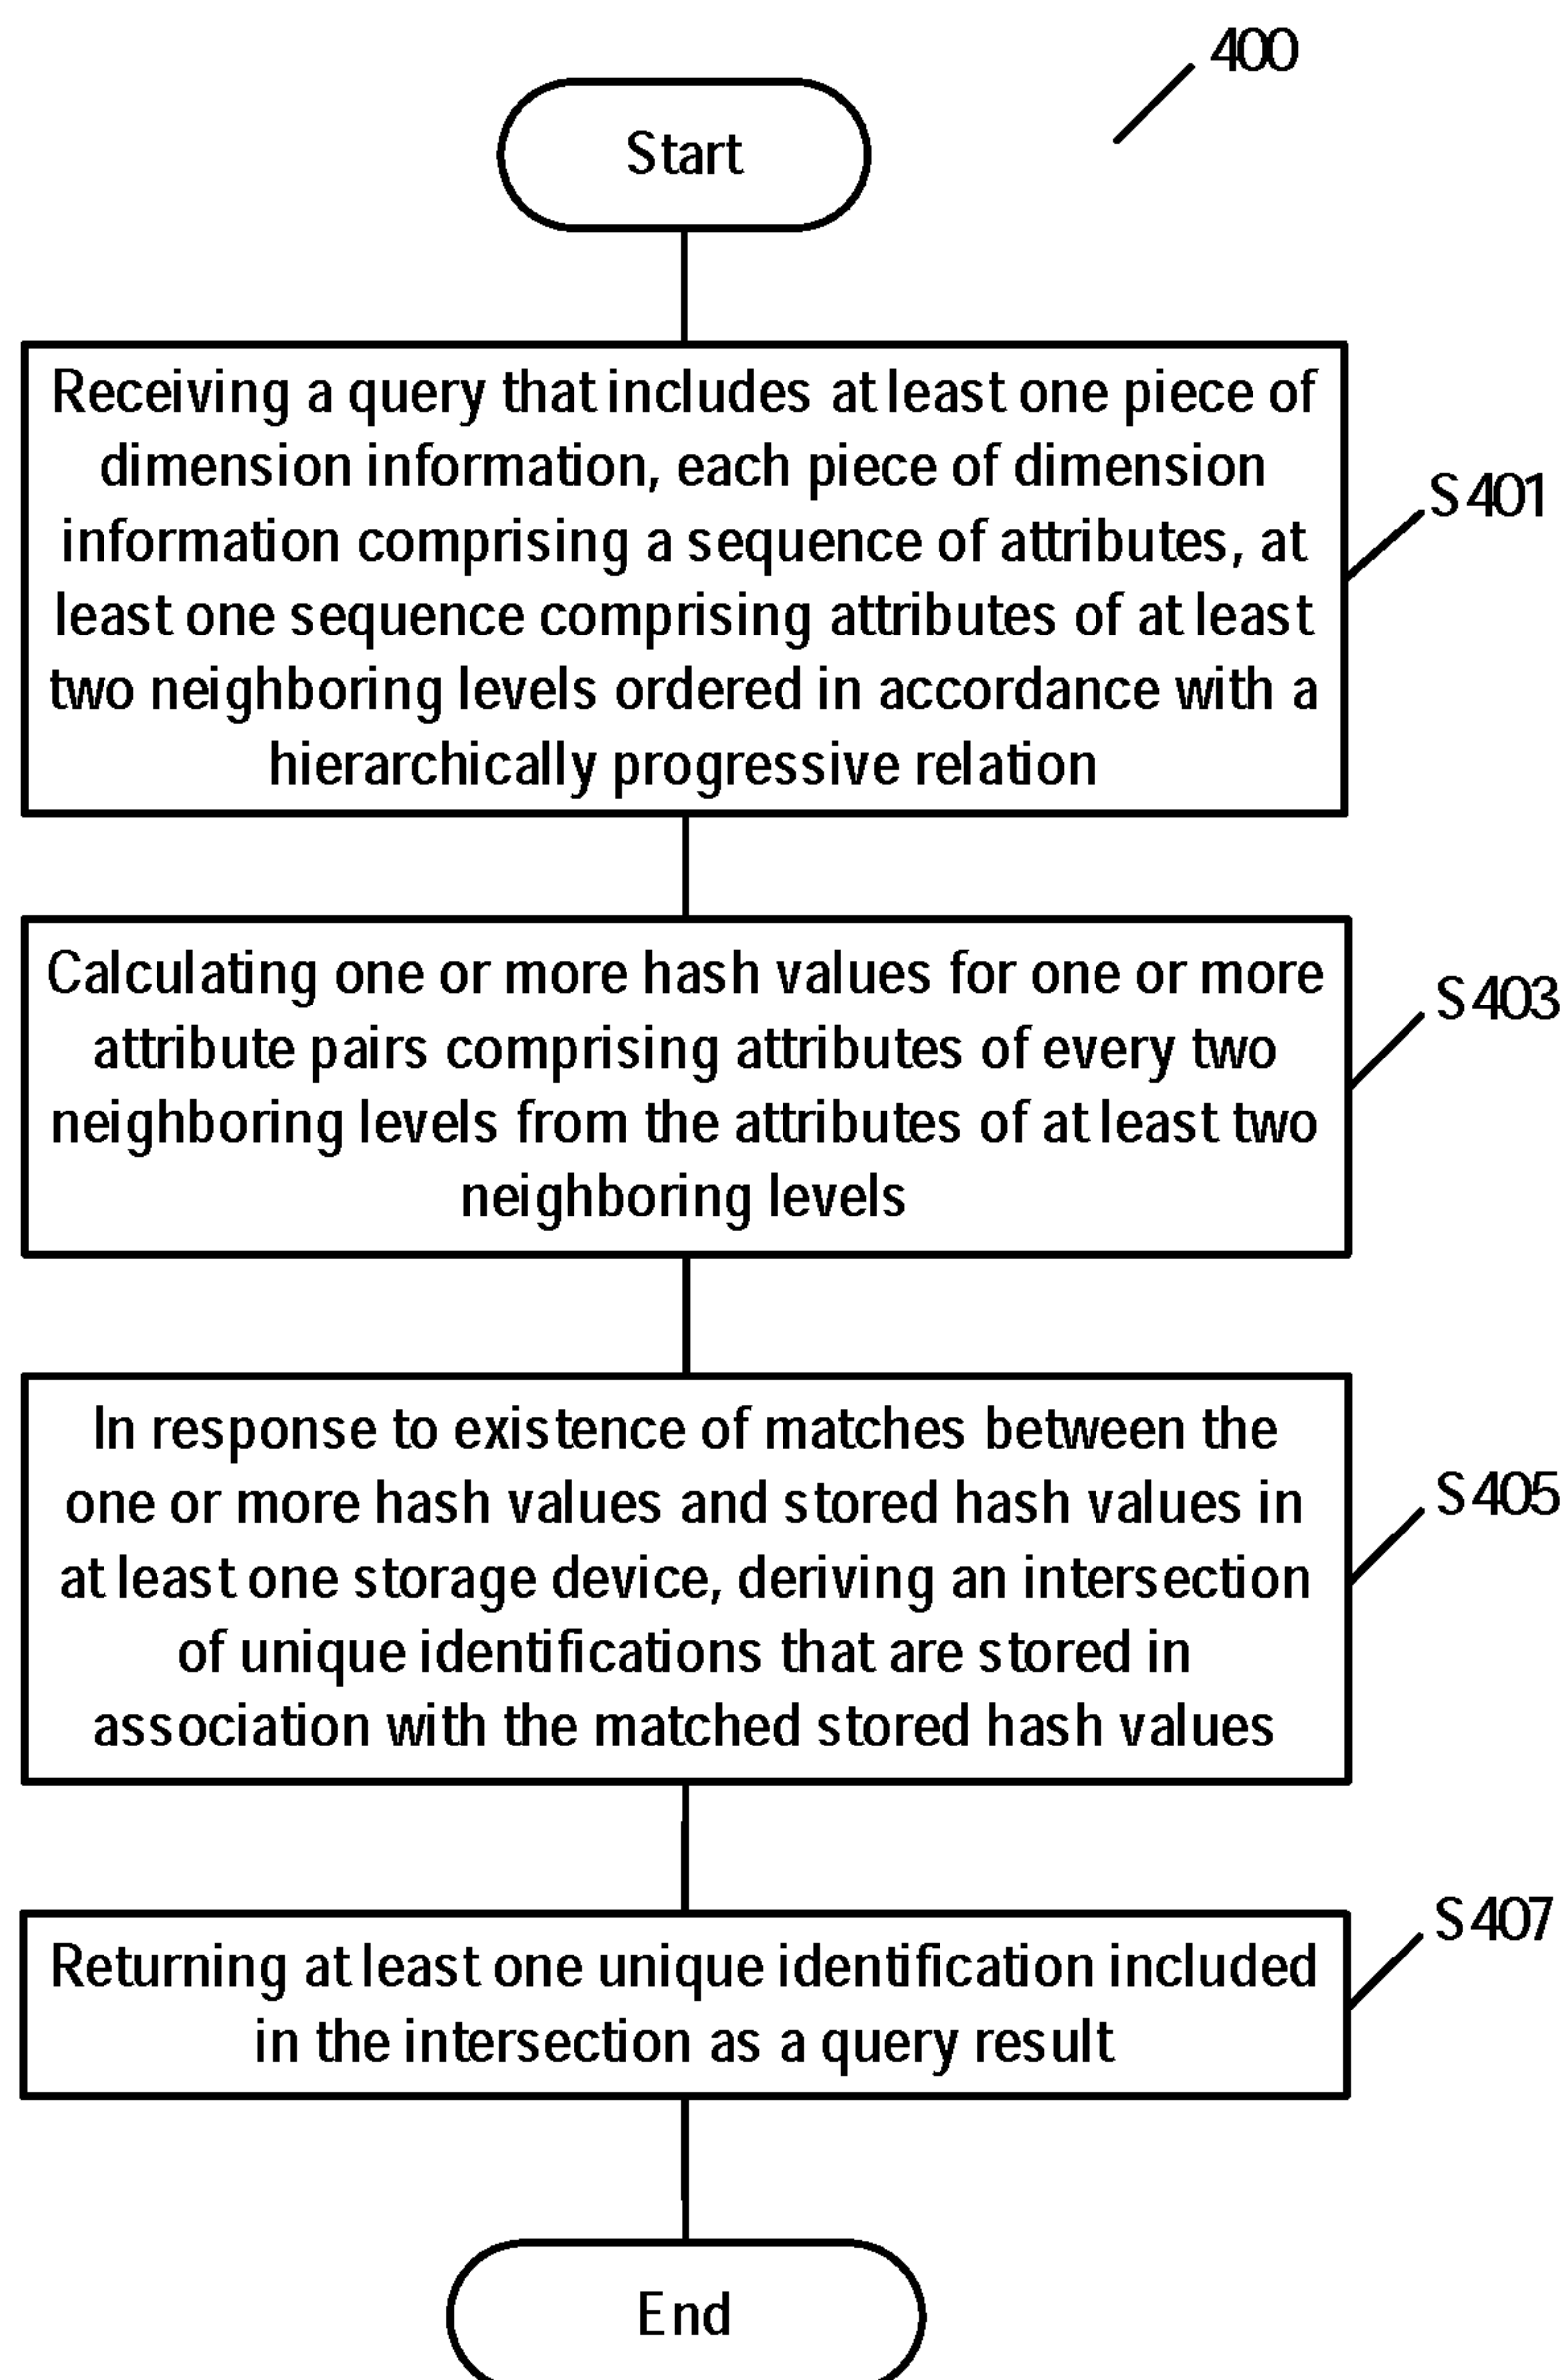 400
Start
Receiving a query that includes at least one piece of
dimension information, each piece of dimension
information comprising a sequence of attributes, at
least one sequence comprising attributes of at least
two neighboring levels ordered in accordance with a
hierarchically progressive relation
S401
Calculating one or more hash values for one or more
attribute pairs comprising attributes of every two
neighboring levels from the attributes of at least two
neighboring levels
S403
In response to existence of matches between the
one or more hash values and stored hash values in
at least one storage device, deriving an intersection
of unique identifications that are stored in
association with the matched stored hash values
S405
Returning at least one unique identification included
in the intersection as a query result
S407
End